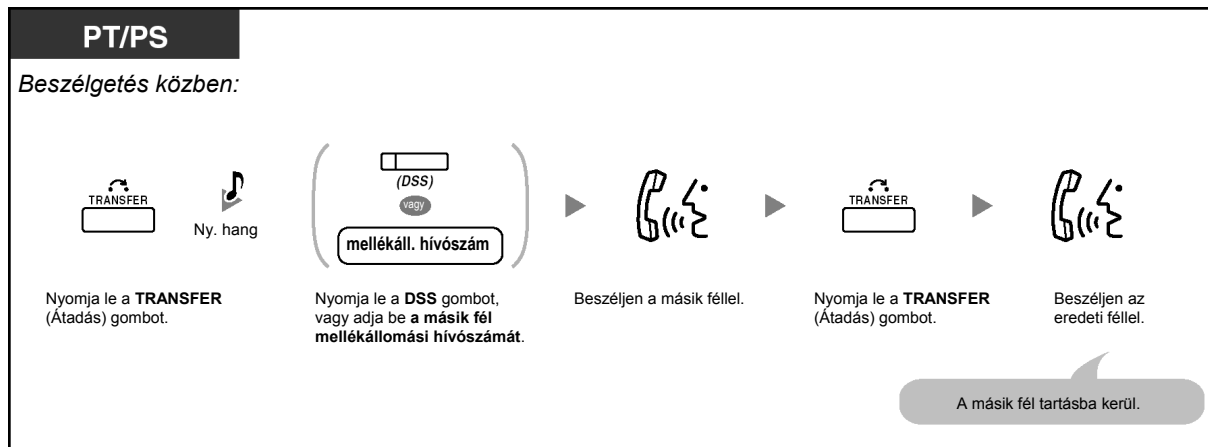 PT/PS
Beszélgetés közben:
TRANSFER
Ny. hang
(DSS)
vagy
mellékáll. hívószám
TRANSFER
Nyomja le a TRANSFER
(Átadás) gombot.
Nyomja le a DSS gombot,
vagy adja be a másik fél
mellékállomási hívószámát.
Beszéljen a másik féllel.
Nyomja le a TRANSFER
(Átadás) gombot.
Beszéljen az
eredeti féllel.
A másik fél tartásba kerül.